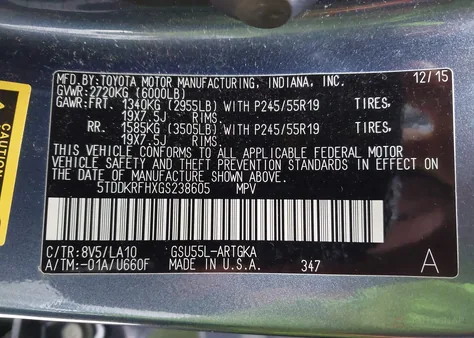 MFD.BY:TOYOTA MOTOR MANUFACTURING, INDIANA, INC. 12/15
GVWR:2720KG (6000LB)
GAWR:FRT. 1340KG (2955LB) WITH P245/55R19 TIRES,
19X7.5J RIMS.
RR. 1585KG (3505LB) WITH P245/55R19 TIRES,
19X7.5J RIMS.
THIS VEHICLE CONFORMS TO ALL APPLICABLE FEDERAL MOTOR
VEHICLE SAFETY AND THEFT PREVENTION STANDARDS IN EFFECT
ON THE DATE OF MANUFACTURE SHOWN ABOVE.
5TDDKRFHXGS238605 MPV
C/TR:8V5/LA10 GSU55L-ARTGKA
A/TM:-01A/U660F MADE IN U.S.A. 347 A